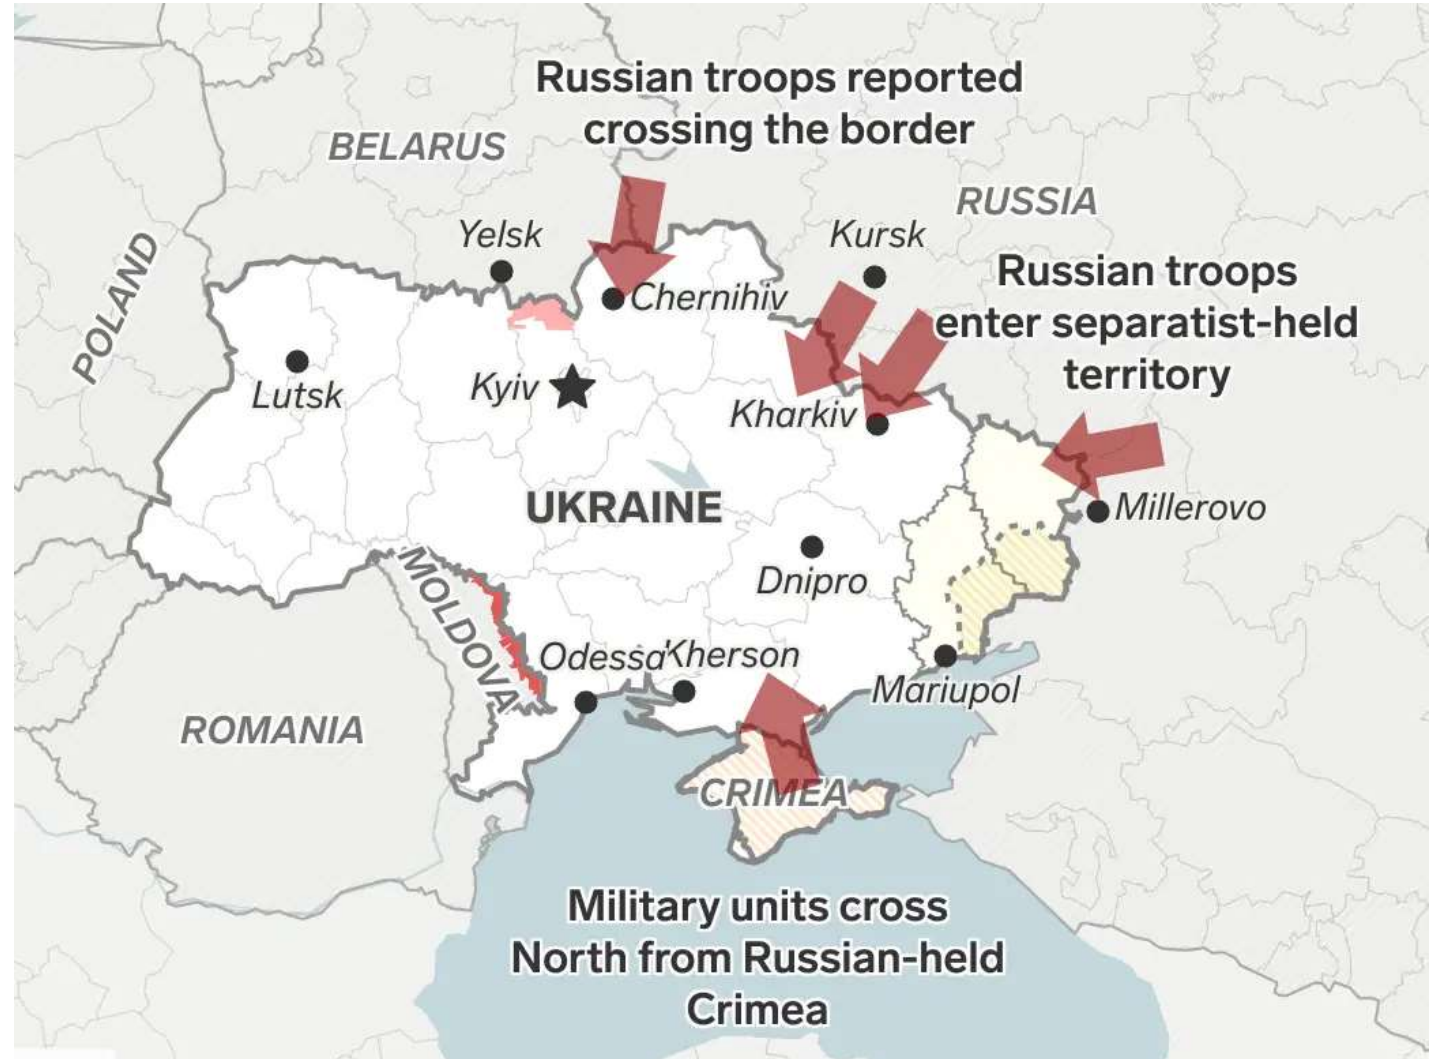 Russian troops reported
crossing the border
BELARUS
RUSSIA
POLAND
Yelsk
Kursk
Russian troops
enter separatist-held
territory
Chernihiv
Lutsk
Kyiv
Kharkiv
UKRAINE
Millerovo
MOLDOVA
Dnipro
Odessa
Kherson
Mariupol
ROMANIA
CRIMEA
Military units cross
North from Russian-held
Crimea